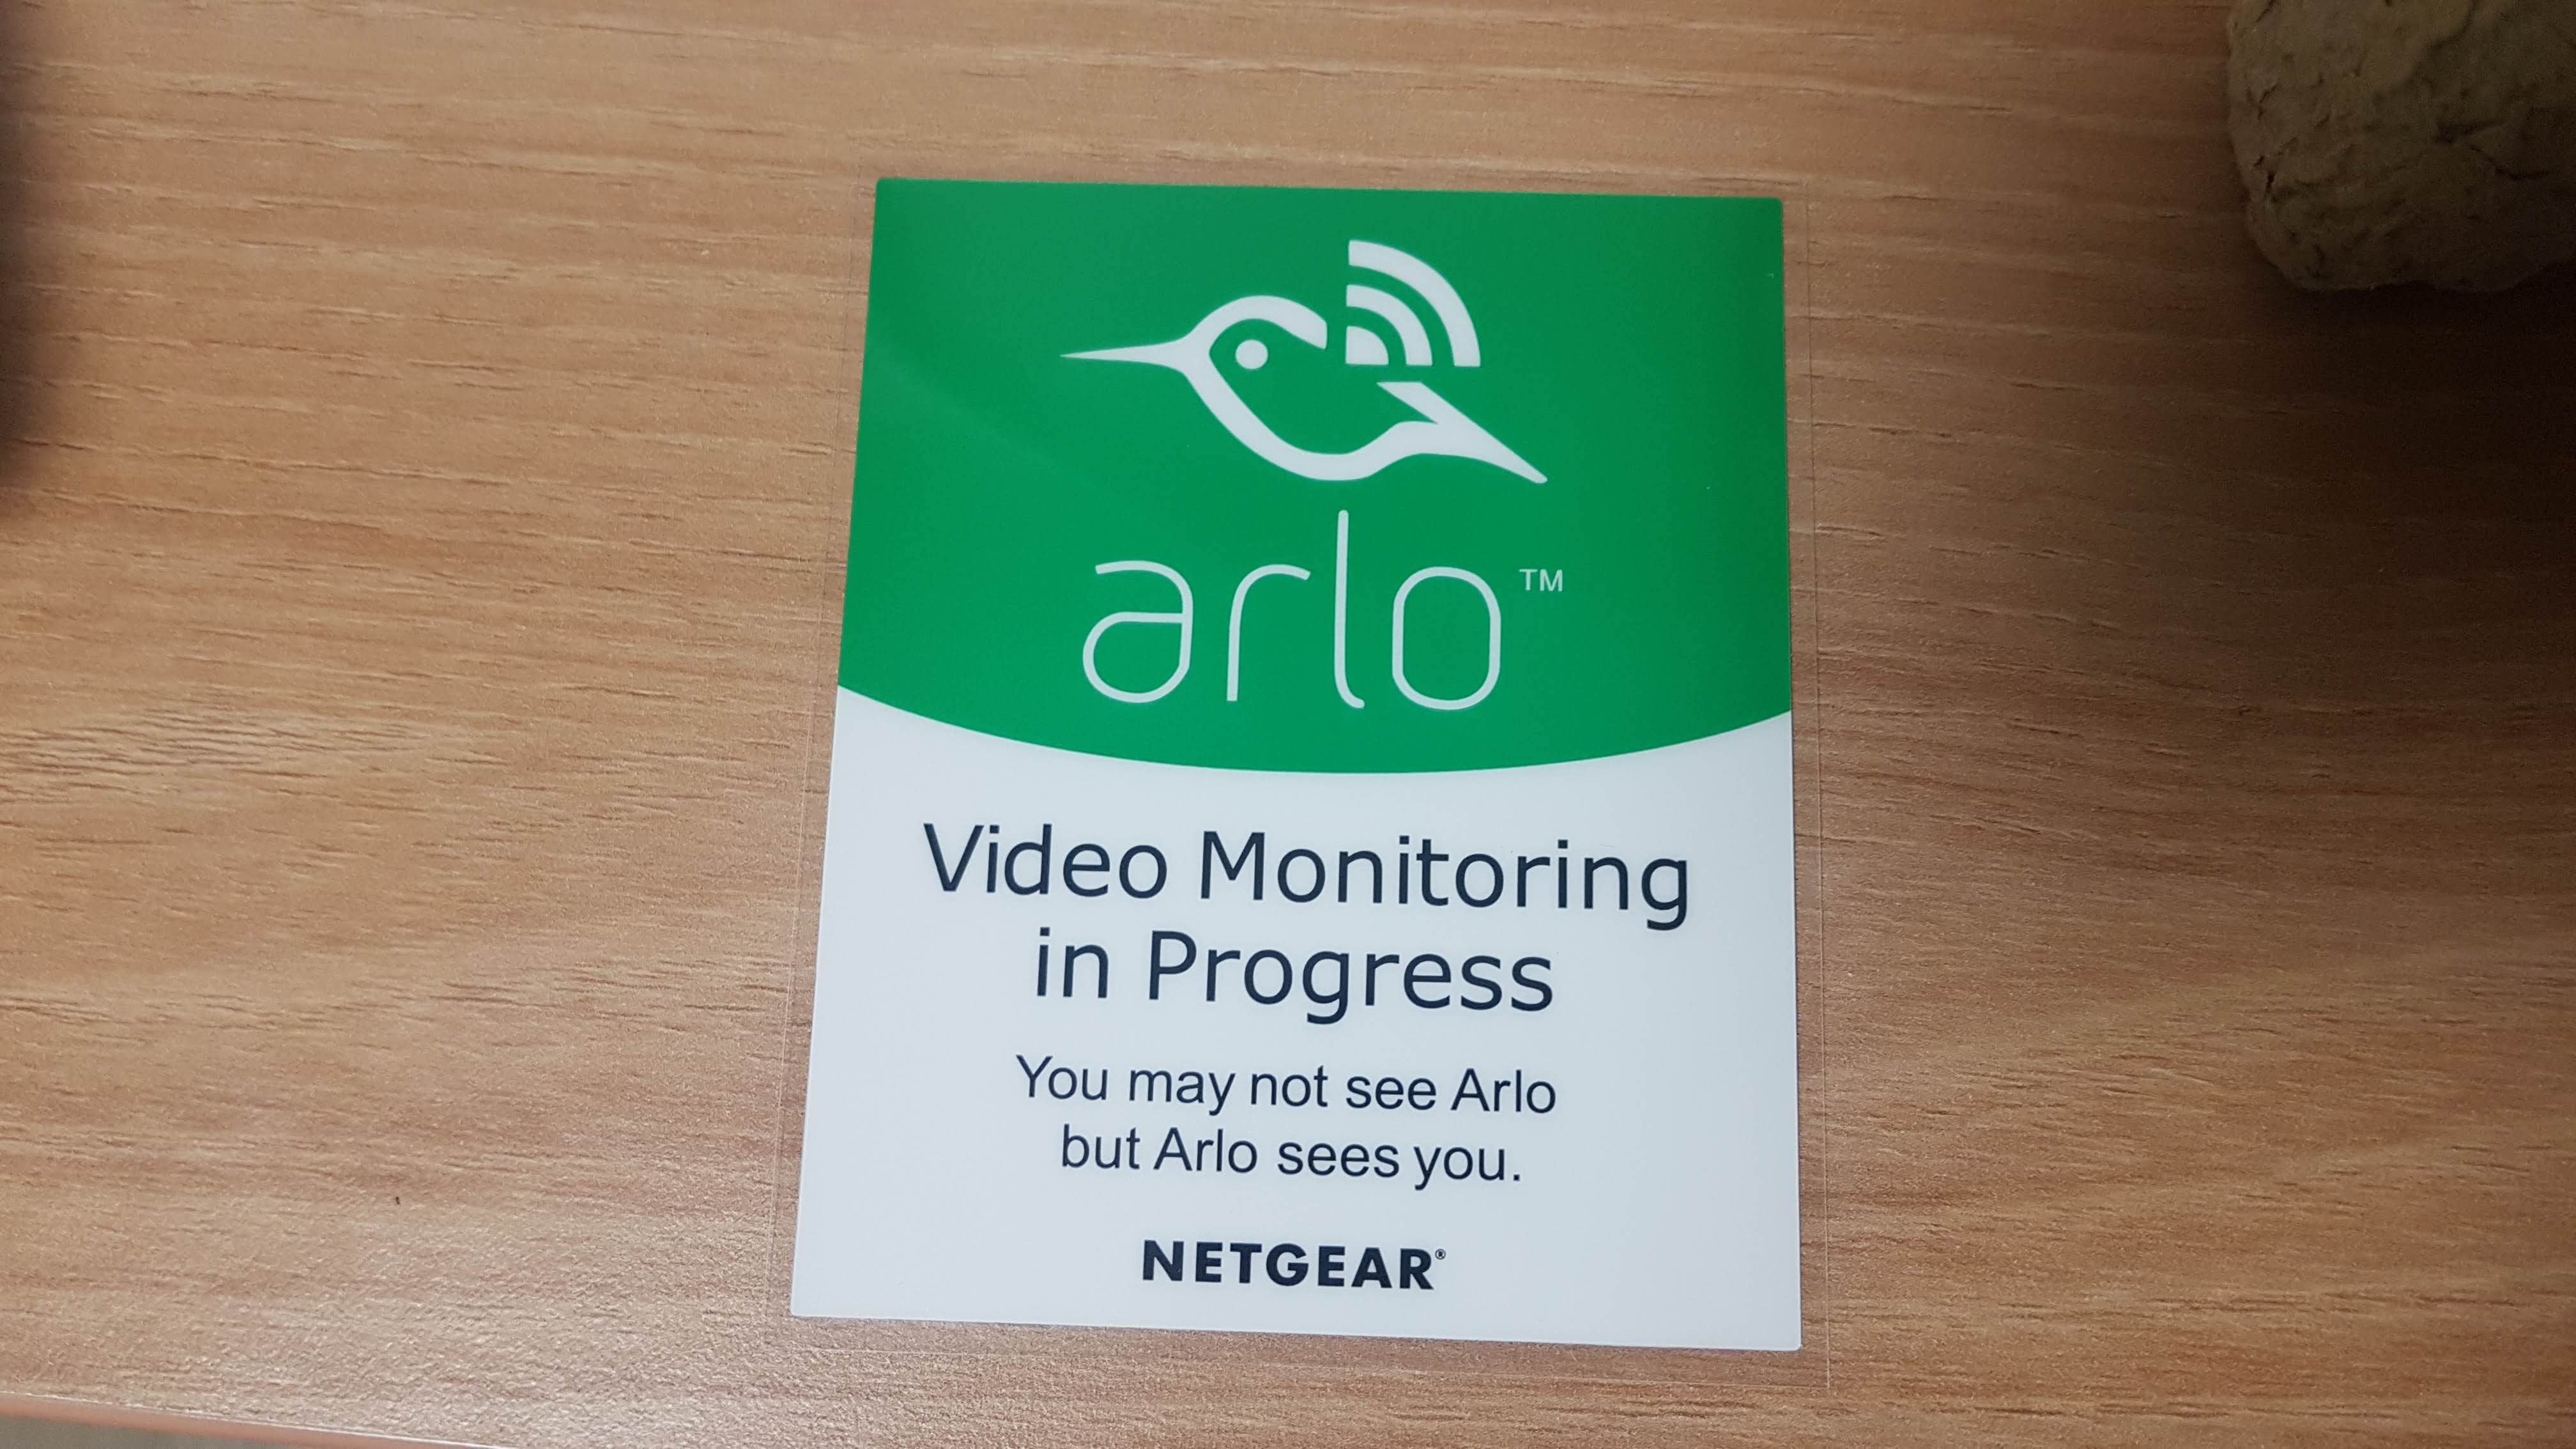 arlo™
Video Monitoring
in Progress
You may not see Arlo
but Arlo sees you.
NETGEAR®